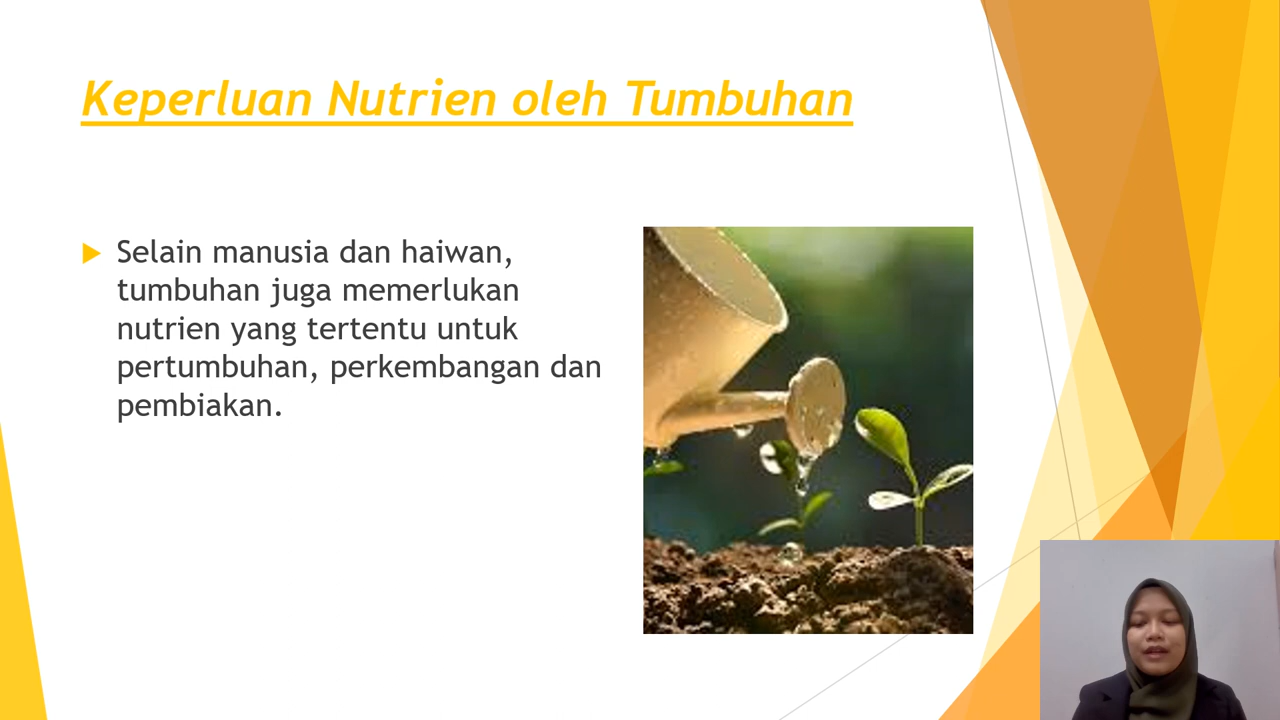 Keperluan Nutrien oleh Tumbuhan
Selain manusia dan haiwan,
tumbuhan juga memerlukan
nutrien yang tertentu untuk
pertumbuhan, perkembangan dan
pembiakan.